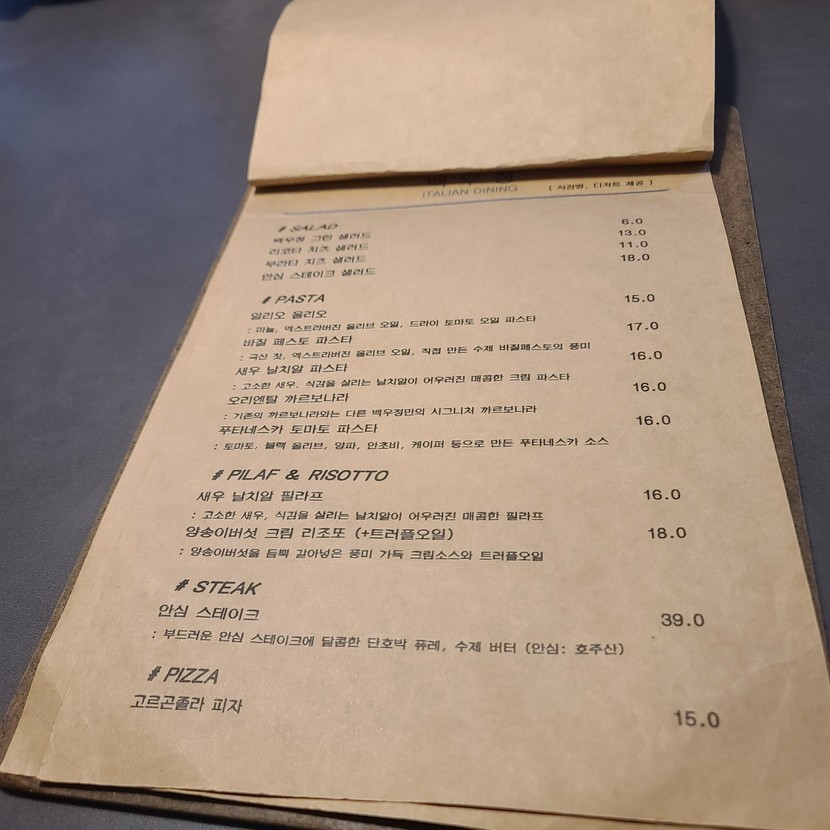 ITALIAN DINING ( 식전빵, 디저트 제공 )
# SALAD
백우정 그린 샐러드 6.0
리코타 치즈 샐러드 13.0
부라타 치즈 샐러드 11.0
안심 스테이크 샐러드 18.0
# PASTA
알리오 올리오 15.0
: 마늘, 엑스트라버진 올리브 오일, 드라이 토마토 오일 파스타
바질 페스토 파스타 17.0
: 국산 잣, 엑스트라버진 올리브 오일, 직접 만든 수제 바질페스토의 풍미
새우 날치알 파스타 16.0
: 고소한 새우, 식감을 살리는 날치알이 어우러진 매콤한 크림 파스타
오리엔탈 까르보나라 16.0
: 기존의 까르보나라와는 다른 백우정만의 시그니처 까르보나라
푸타네스카 토마토 파스타 16.0
: 토마토, 블랙 올리브, 양파, 안초비, 케이퍼 등으로 만든 푸타네스카 소스
# PILAF & RISOTTO
새우 날치알 필라프 16.0
: 고소한 새우, 식감을 살리는 날치알이 어우러진 매콤한 필라프
양송이버섯 크림 리조또 (+트러플오일) 18.0
: 양송이버섯을 듬뿍 갈아넣은 풍미 가득 크림소스와 트러플오일
# STEAK
안심 스테이크 39.0
: 부드러운 안심 스테이크에 달콤한 단호박 퓨레, 수제 버터 (안심: 호주산)
# PIZZA
고르곤졸라 피자 15.0